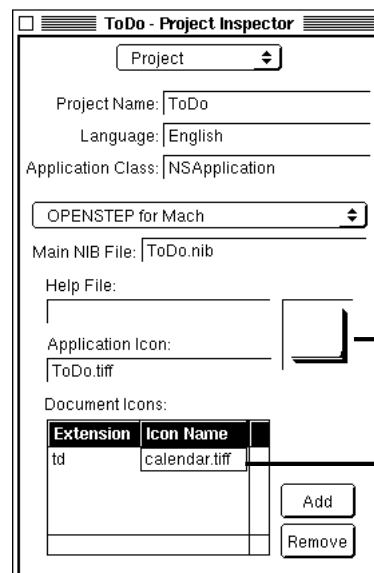 ToDo - Project Inspector
Project
Project Name: ToDo
Language: English
Application Class: NSApplication
OPENSTEP for Mach
Main NIB File: ToDo.nib
Help File:
Application Icon:
ToDo.tiff
Document Icons:
Extension Icon Name
td calendar.tiff
Add
Remove